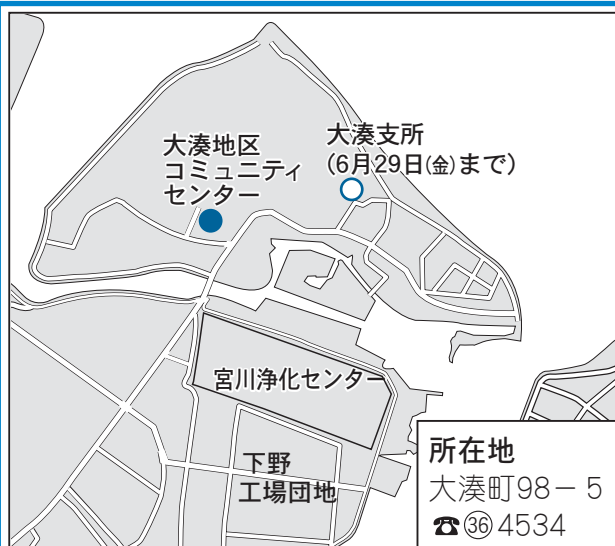 大湊地区
コミュニティ
センター
大湊支所
(6月29日(金)まで)
宮川浄化センター
下野
工場団地
所在地
大湊町98－5
☎㊱4534